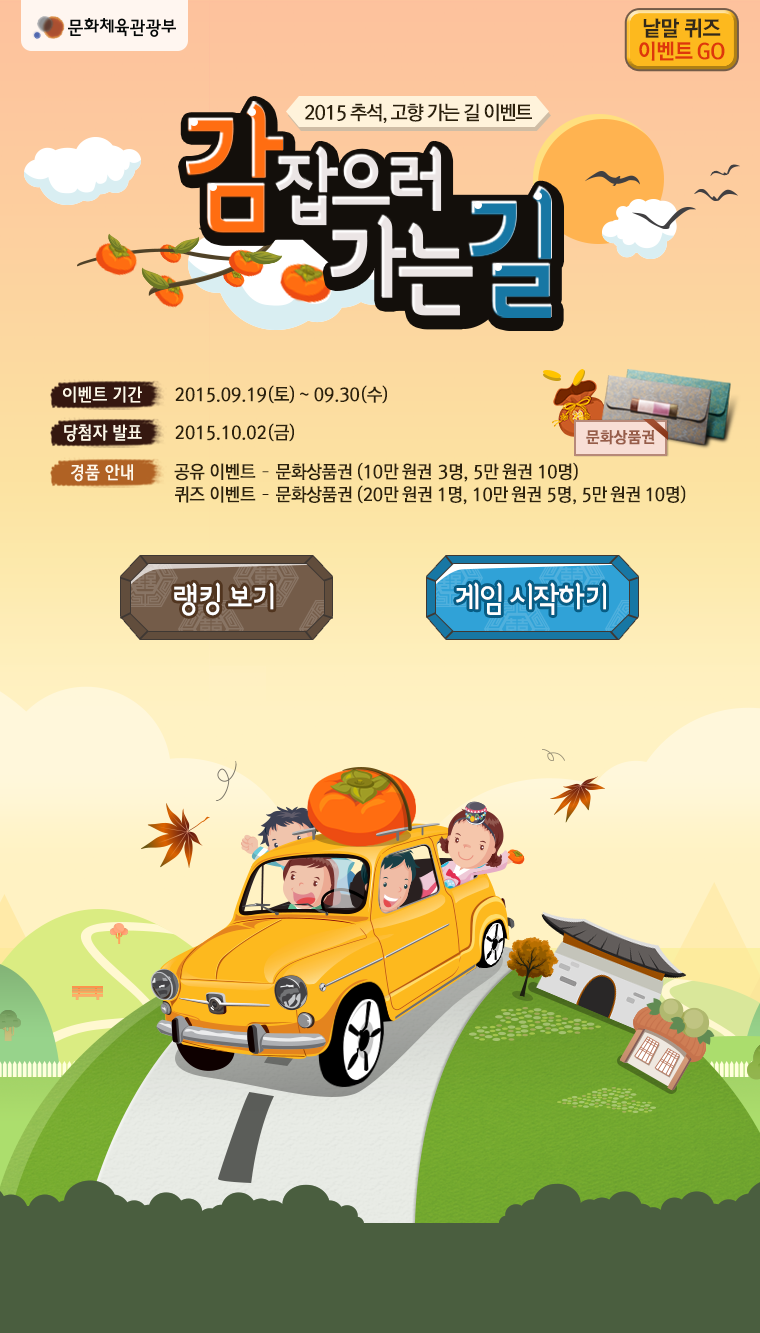 문화체육관광부
낱말 퀴즈
이벤트 GO
2015 추석, 고향 가는 길 이벤트
감잡으러
가는길
이벤트 기간 2015.09.19(토) ~ 09.30(수)
당첨자 발표 2015.10.02(금)
문화상품권
경품 안내 공유 이벤트 - 문화상품권 (10만 원권 3명, 5만 원권 10명)
퀴즈 이벤트 - 문화상품권 (20만 원권 1명, 10만 원권 5명, 5만 원권 10명)
랭킹 보기
게임 시작하기